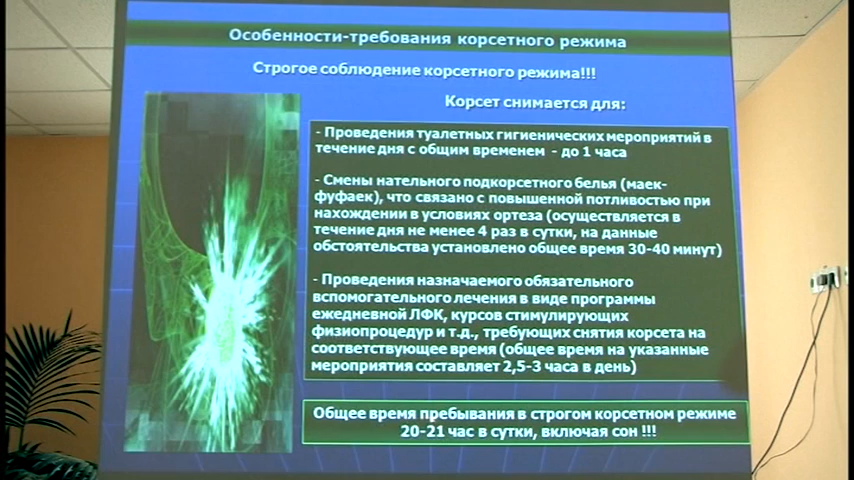 Особенности-требования корсетного режима
Строгое соблюдение корсетного режима!!!
Корсет снимается для:
- Проведения туалетных гигиенических мероприятий в
течение дня с общим временем - до 1 часа
- Смены нательного подкорсетного белья (маек-
фуфаек), что связано с повышенной потливостью при
нахождении в условиях ортеза (осуществляется в
течение дня не менее 4 раз в сутки, на данные
обстоятельства установлено общее время 30-40 минут)
- Проведения назначаемого обязательного
вспомогательного лечения в виде программы
ежедневной ЛФК, курсов стимулирующих
физиопроцедур и т.д., требующих снятия корсета на
соответствующее время (общее время на указанные
мероприятия составляет 2,5-3 часа в день)
Общее время пребывания в строгом корсетном режиме
20-21 час в сутки, включая сон !!!